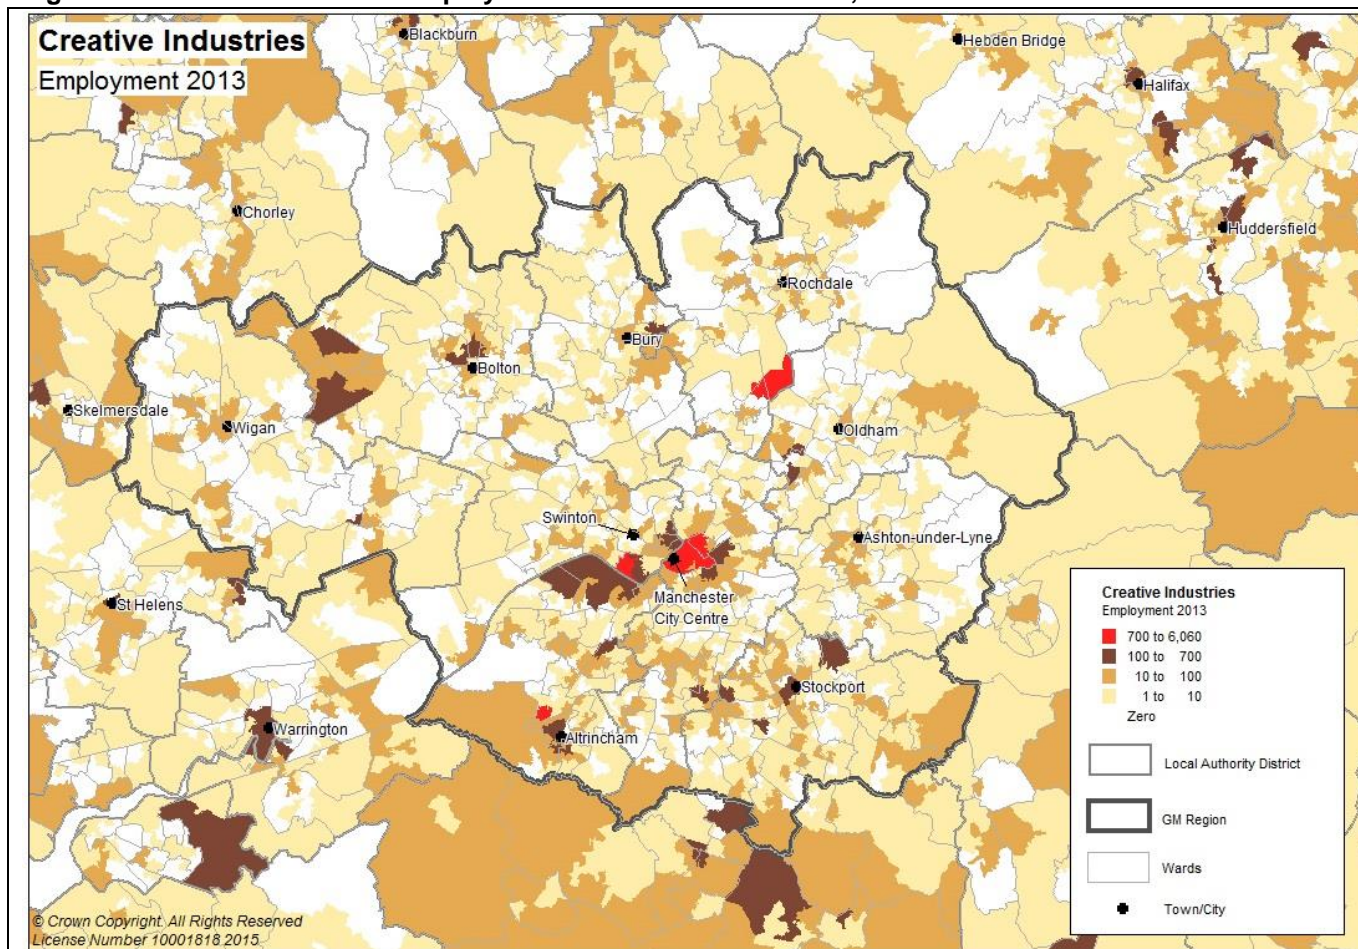 Creative Industries
Employment 2013
Blackburn
Hebden Bridge
Halifax
Chorley
Huddersfield
Rochdale
Bury
Bolton
Skelmersdale
Wigan
Oldham
Swinton
Ashton-under-Lyne
Manchester
City Centre
St Helens
Stockport
Warrington
Altrincham
Creative Industries
Employment 2013
700 to 6,060
100 to 700
10 to 100
1 to 10
Zero
Local Authority District
GM Region
Wards
Town/City
© Crown Copyright. All Rights Reserved
License Number 10001818 2015